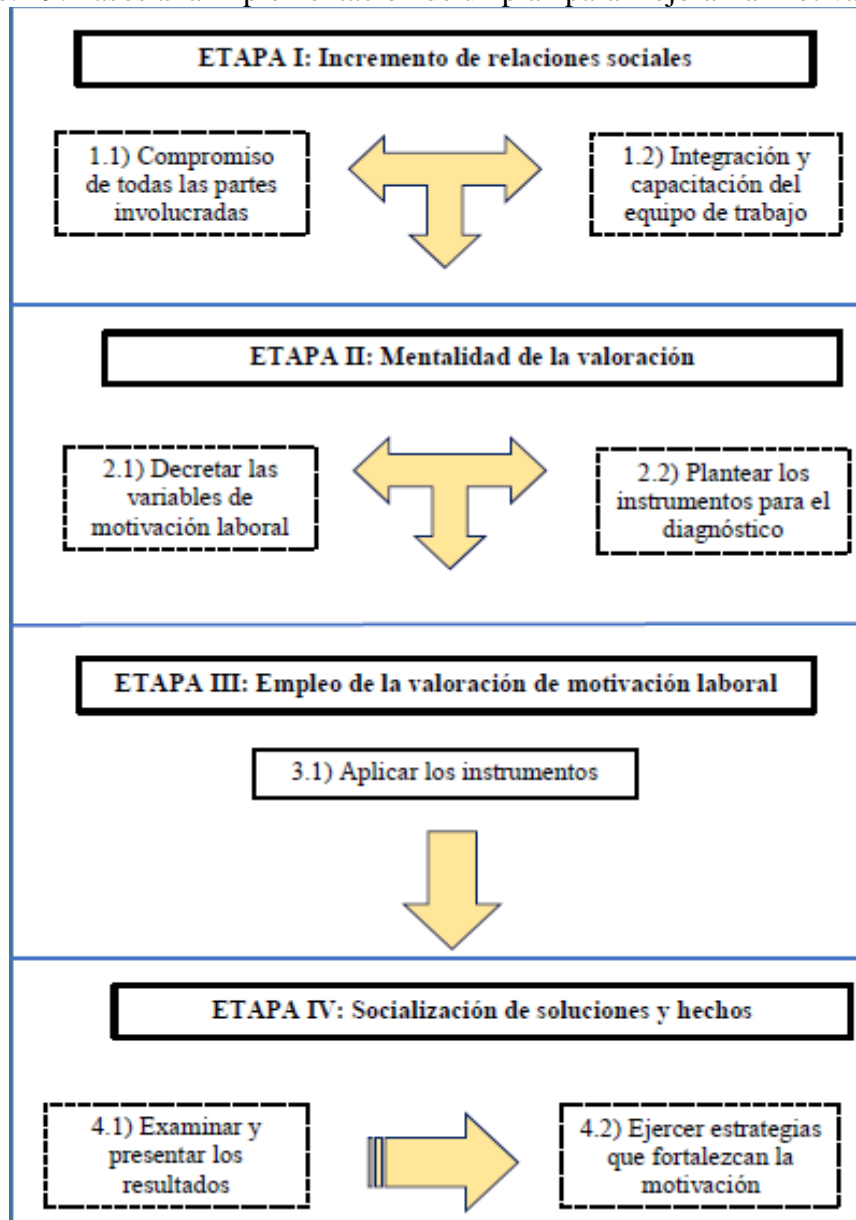 ETAPA I: Incremento de relaciones sociales
1.1) Compromiso
de todas las partes
involucradas
1.2) Integración y
capacitación del
equipo de trabajo
ETAPA II: Mentalidad de la valoración
2.1) Decretar las
variables de
motivación laboral
2.2) Plantear los
instrumentos para el
diagnóstico
ETAPA III: Empleo de la valoración de motivación laboral
3.1) Aplicar los instrumentos
ETAPA IV: Socialización de soluciones y hechos
4.1) Examinar y
presentar los
resultados
4.2) Ejercer estrategias
que fortalezcan la
motivación